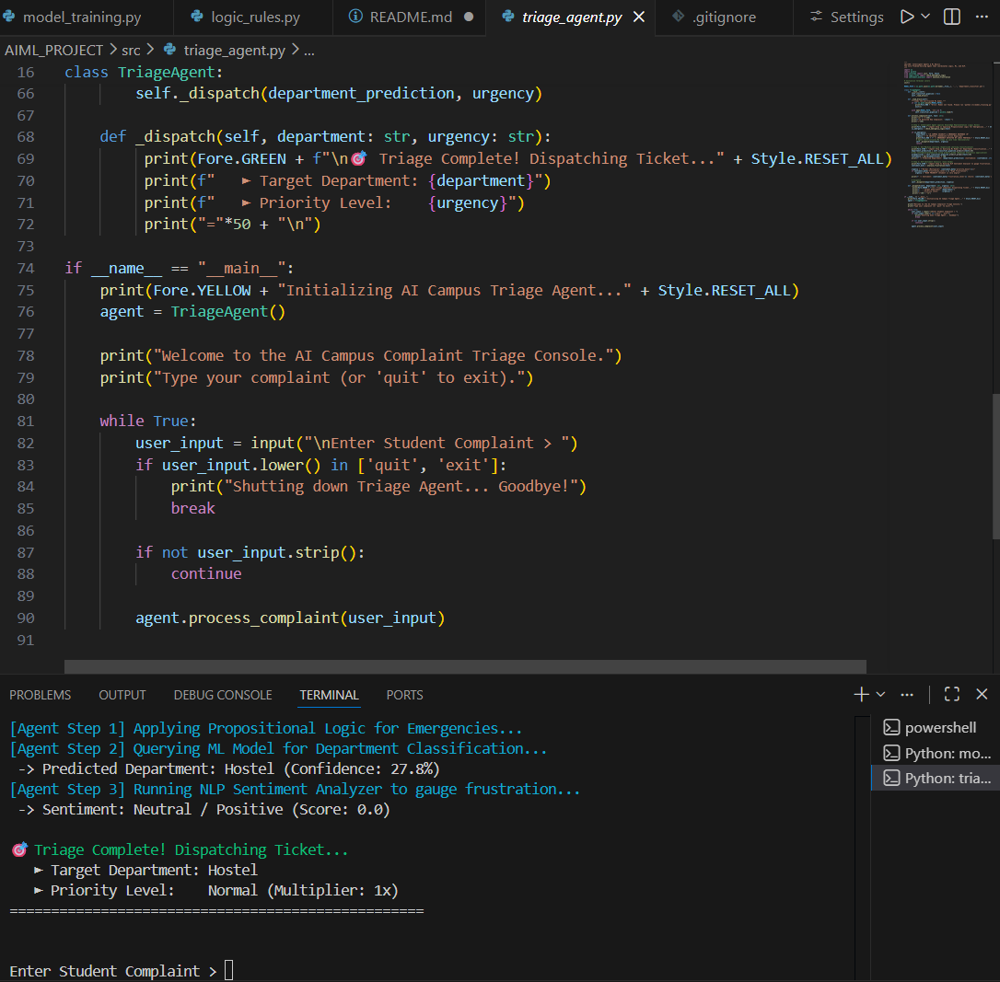 model_training.py logic_rules.py README.md triage_agent.py .gitignore Settings
AIML_PROJECT > src > triage_agent.py > ...
16 class TriageAgent:
66 self._dispatch(department_prediction, urgency)
67
68 def _dispatch(self, department: str, urgency: str):
69 print(Fore.GREEN + f"\n🎯 Triage Complete! Dispatching Ticket..." + Style.RESET_ALL)
70 print(f"   ► Target Department: {department}")
71 print(f"   ► Priority Level:    {urgency}")
72 print("="*50 + "\n")
73
74 if __name__ == "__main__":
75 print(Fore.YELLOW + "Initializing AI Campus Triage Agent..." + Style.RESET_ALL)
76 agent = TriageAgent()
77
78 print("Welcome to the AI Campus Complaint Triage Console.")
79 print("Type your complaint (or 'quit' to exit).")
80
81 while True:
82 user_input = input("\nEnter Student Complaint > ")
83 if user_input.lower() in ['quit', 'exit']:
84 print("Shutting down Triage Agent... Goodbye!")
85 break
86
87 if not user_input.strip():
88 continue
89
90 agent.process_complaint(user_input)
91
PROBLEMS OUTPUT DEBUG CONSOLE TERMINAL PORTS
[Agent Step 1] Applying Propositional Logic for Emergencies...
[Agent Step 2] Querying ML Model for Department Classification...
-> Predicted Department: Hostel (Confidence: 27.8%)
[Agent Step 3] Running NLP Sentiment Analyzer to gauge frustration...
-> Sentiment: Neutral / Positive (Score: 0.0)
🎯 Triage Complete! Dispatching Ticket...
► Target Department: Hostel
► Priority Level:    Normal (Multiplier: 1x)
==================================================
Enter Student Complaint >
powershell
Python: mo...
Python: tria...